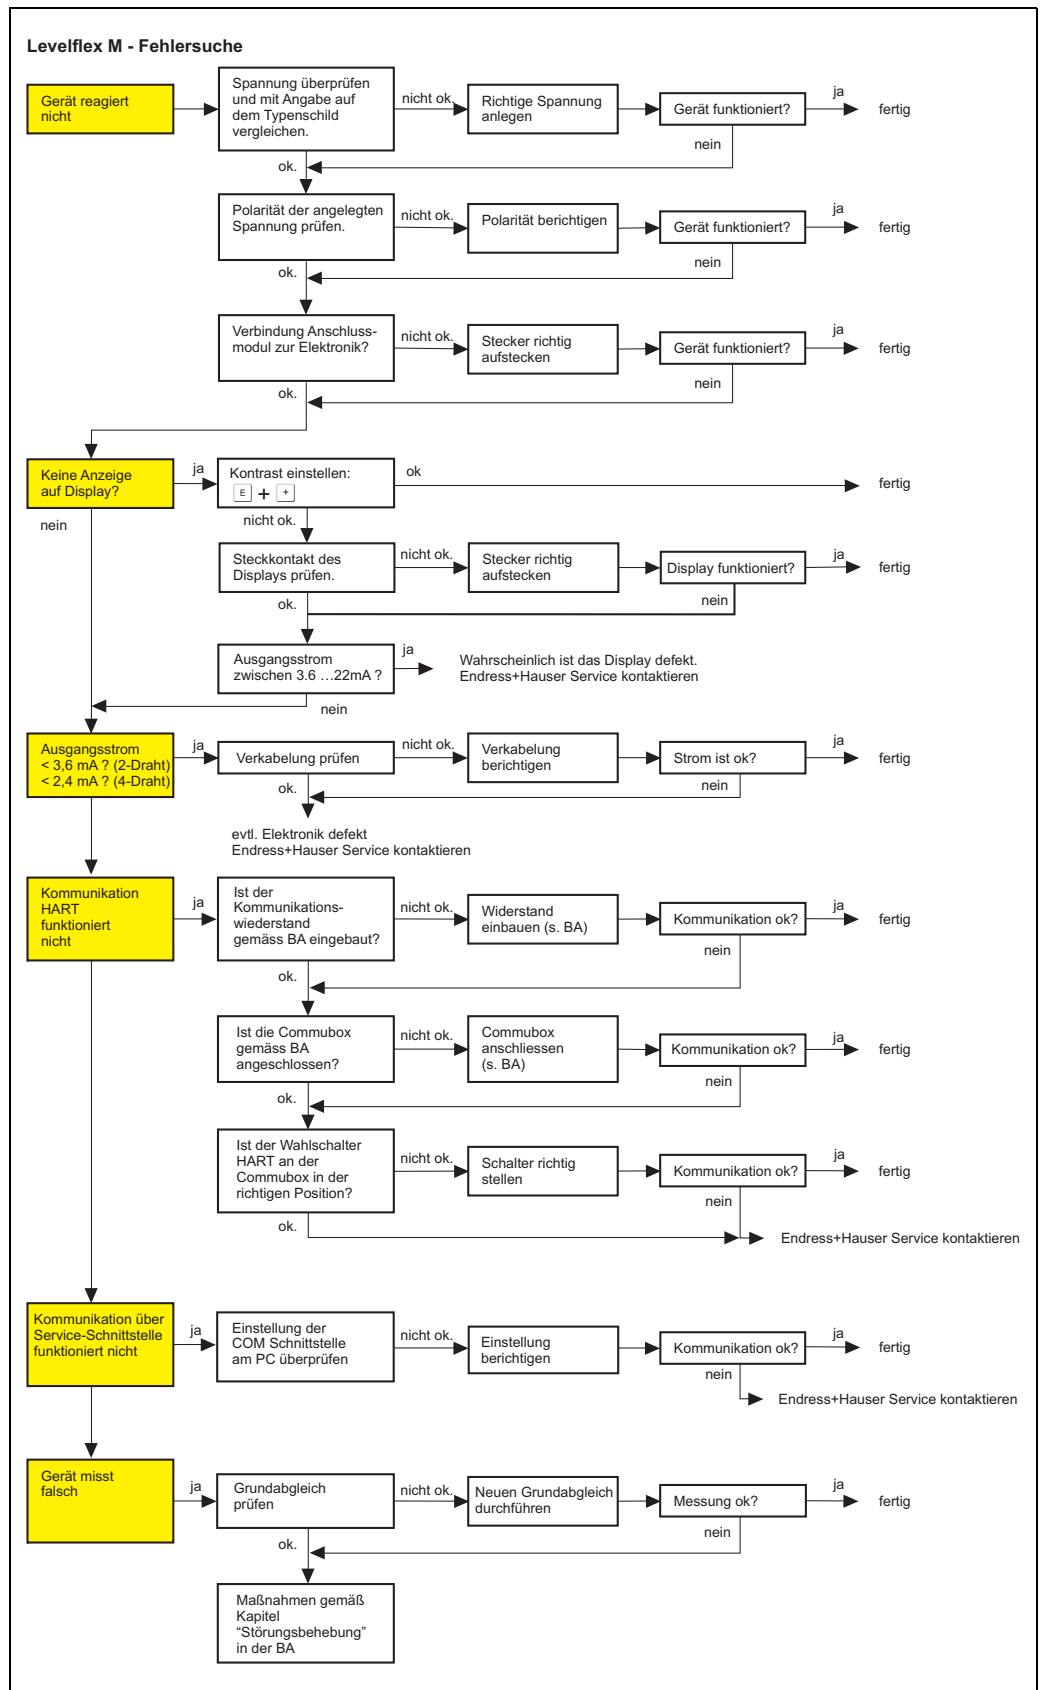 Levelflex M - Fehlersuche
Gerät reagiert
nicht
Spannung überprüfen
und mit Angabe auf
dem Typenschild
vergleichen.
nicht ok.
Richtige Spannung
anlegen
Gerät funktioniert?
ja
fertig
nein
ok.
Polarität der angelegten
Spannung prüfen.
nicht ok.
Polarität berichtigen
Gerät funktioniert?
ja
fertig
nein
ok.
Verbindung Anschluss-
modul zur Elektronik?
nicht ok.
Stecker richtig
aufstecken
Gerät funktioniert?
ja
fertig
nein
ok.
Keine Anzeige
auf Display?
ja
Kontrast einstellen:
E + +
ok
fertig
nein
nicht ok.
Steckkontakt des
Displays prüfen.
nicht ok.
Stecker richtig
aufstecken
Display funktioniert?
ja
fertig
nein
ok.
Ausgangsstrom
zwischen 3.6 ...22mA ?
ja
Wahrscheinlich ist das Display defekt.
Endress+Hauser Service kontaktieren
nein
Ausgangsstrom
< 3,6 mA ? (2-Draht)
< 2,4 mA ? (4-Draht)
ja
Verkabelung prüfen
nicht ok.
Verkabelung
berichtigen
Strom ist ok?
ja
fertig
nein
ok.
evtl. Elektronik defekt
Endress+Hauser Service kontaktieren
Kommunikation
HART
funktioniert
nicht
ja
Ist der
Kommunikations-
wiederstand
gemäss BA eingebaut?
nicht ok.
Widerstand
einbauen (s. BA)
Kommunikation ok?
ja
fertig
nein
ok.
Ist die Commubox
gemäss BA
angeschlossen?
nicht ok.
Commubox
anschliessen
(s. BA)
Kommunikation ok?
ja
fertig
nein
ok.
Ist der Wahlschalter
HART an der
Commubox in der
richtigen Position?
nicht ok.
Schalter richtig
stellen
Kommunikation ok?
ja
fertig
nein
ok.
Endress+Hauser Service kontaktieren
Kommunikation über
Service-Schnittstelle
funktioniert nicht
ja
Einstellung der
COM Schnittstelle
am PC überprüfen
nicht ok.
Einstellung
berichtigen
Kommunikation ok?
ja
fertig
nein
Endress+Hauser Service kontaktieren
Gerät misst
falsch
ja
Grundabgleich
prüfen
nicht ok.
Neuen Grundabgleich
durchführen
Messung ok?
ja
fertig
nein
ok.
Maßnahmen gemäß
Kapitel
“Störungsbehebung”
in der BA